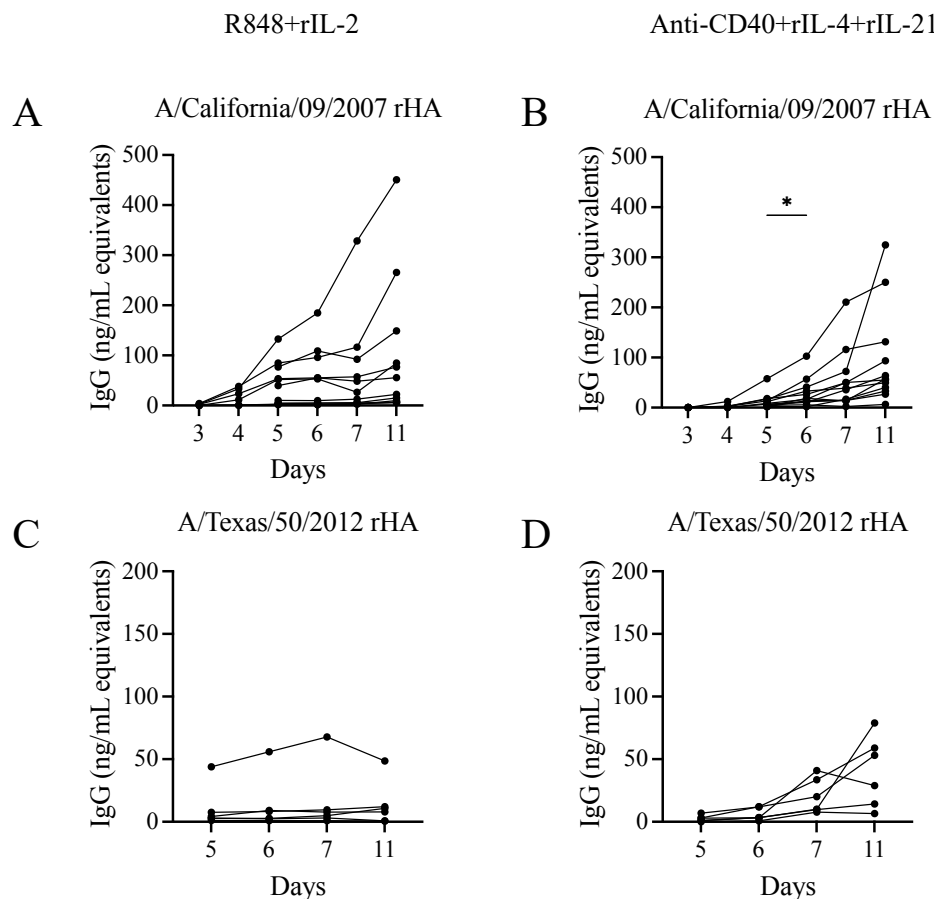 R848+rIL-2
Anti-CD40+rIL-4+rIL-21
A
A/California/09/2007 rHA
IgG (ng/mL equivalents)
500
400
300
200
100
0
3 4 5 6 7 11
Days
B
A/California/09/2007 rHA
IgG (ng/mL equivalents)
500
400
300
200
100
0
*
3 4 5 6 7 11
Days
C
A/Texas/50/2012 rHA
IgG (ng/mL equivalents)
200
150
100
50
0
5 6 7 11
Days
D
A/Texas/50/2012 rHA
IgG (ng/mL equivalents)
200
150
100
50
0
5 6 7 11
Days